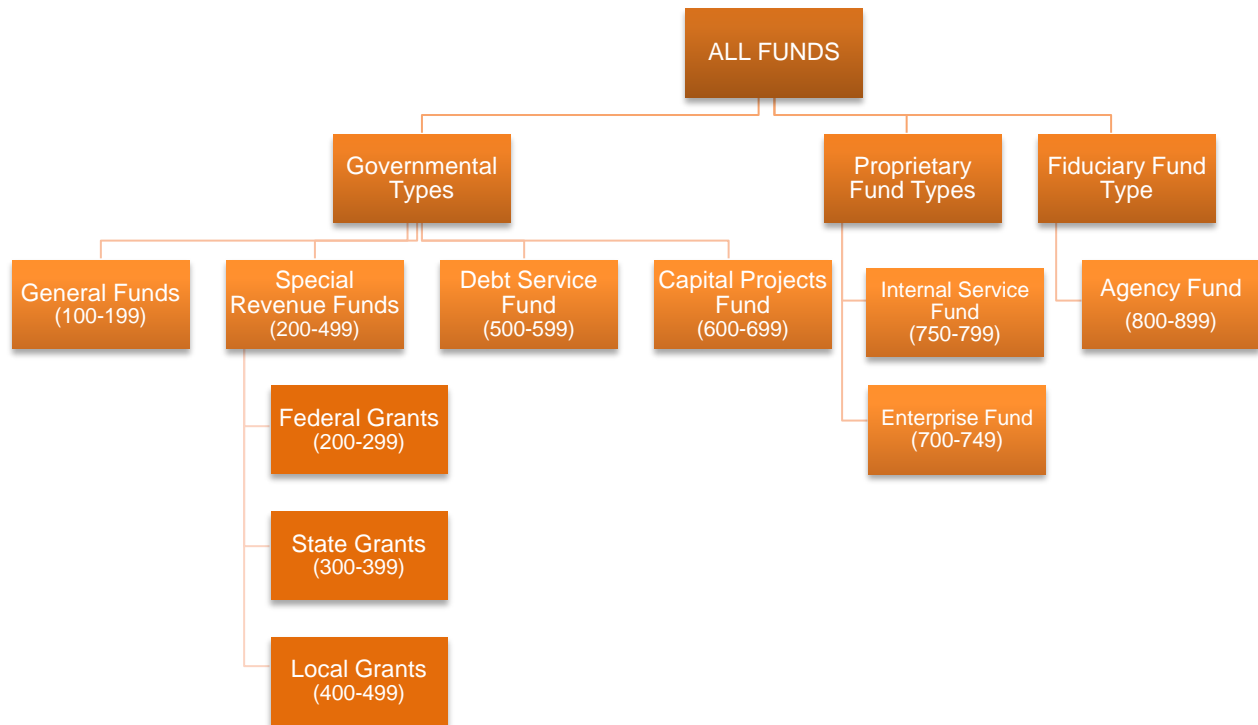 ALL FUNDS
Governmental
Types
Proprietary
Fund Types
Fiduciary Fund
Type
General Funds
(100-199)
Special
Revenue Funds
(200-499)
Debt Service
Fund
(500-599)
Capital Projects
Fund
(600-699)
Internal Service
Fund
(750-799)
Agency Fund
(800-899)
Federal Grants
(200-299)
Enterprise Fund
(700-749)
State Grants
(300-399)
Local Grants
(400-499)